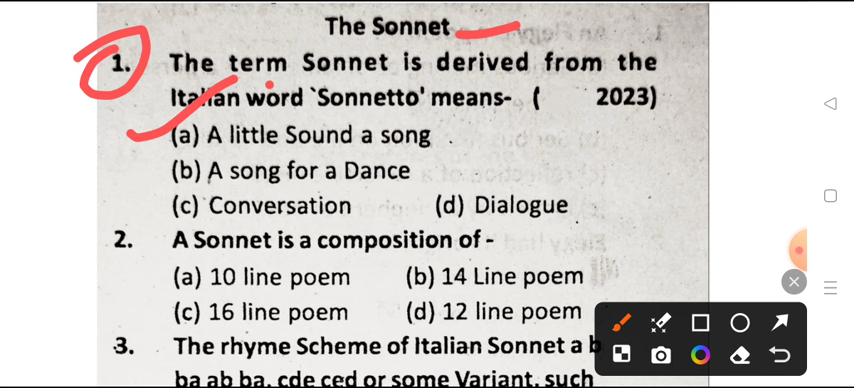 The Sonnet
1. The term Sonnet is derived from the
Italian word `Sonnetto' means- ( 2023)
(a) A little Sound a song
(b) A song for a Dance
(c) Conversation (d) Dialogue
2. A Sonnet is a composition of -
(a) 10 line poem (b) 14 Line poem
(c) 16 line poem (d) 12 line poem
3. The rhyme Scheme of Italian Sonnet a b
ba ab ba, cde ced or some Variant, such